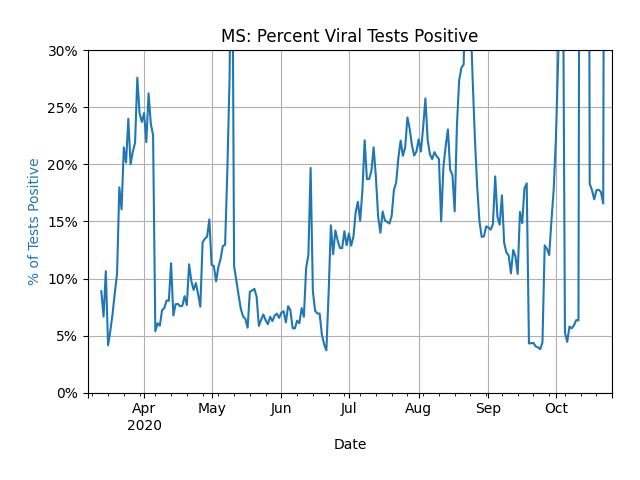 MS: Percent Viral Tests Positive
30%
25%
20%
15%
10%
5%
0%
% of Tests Positive
Apr May Jun Jul Aug Sep Oct
2020
Date